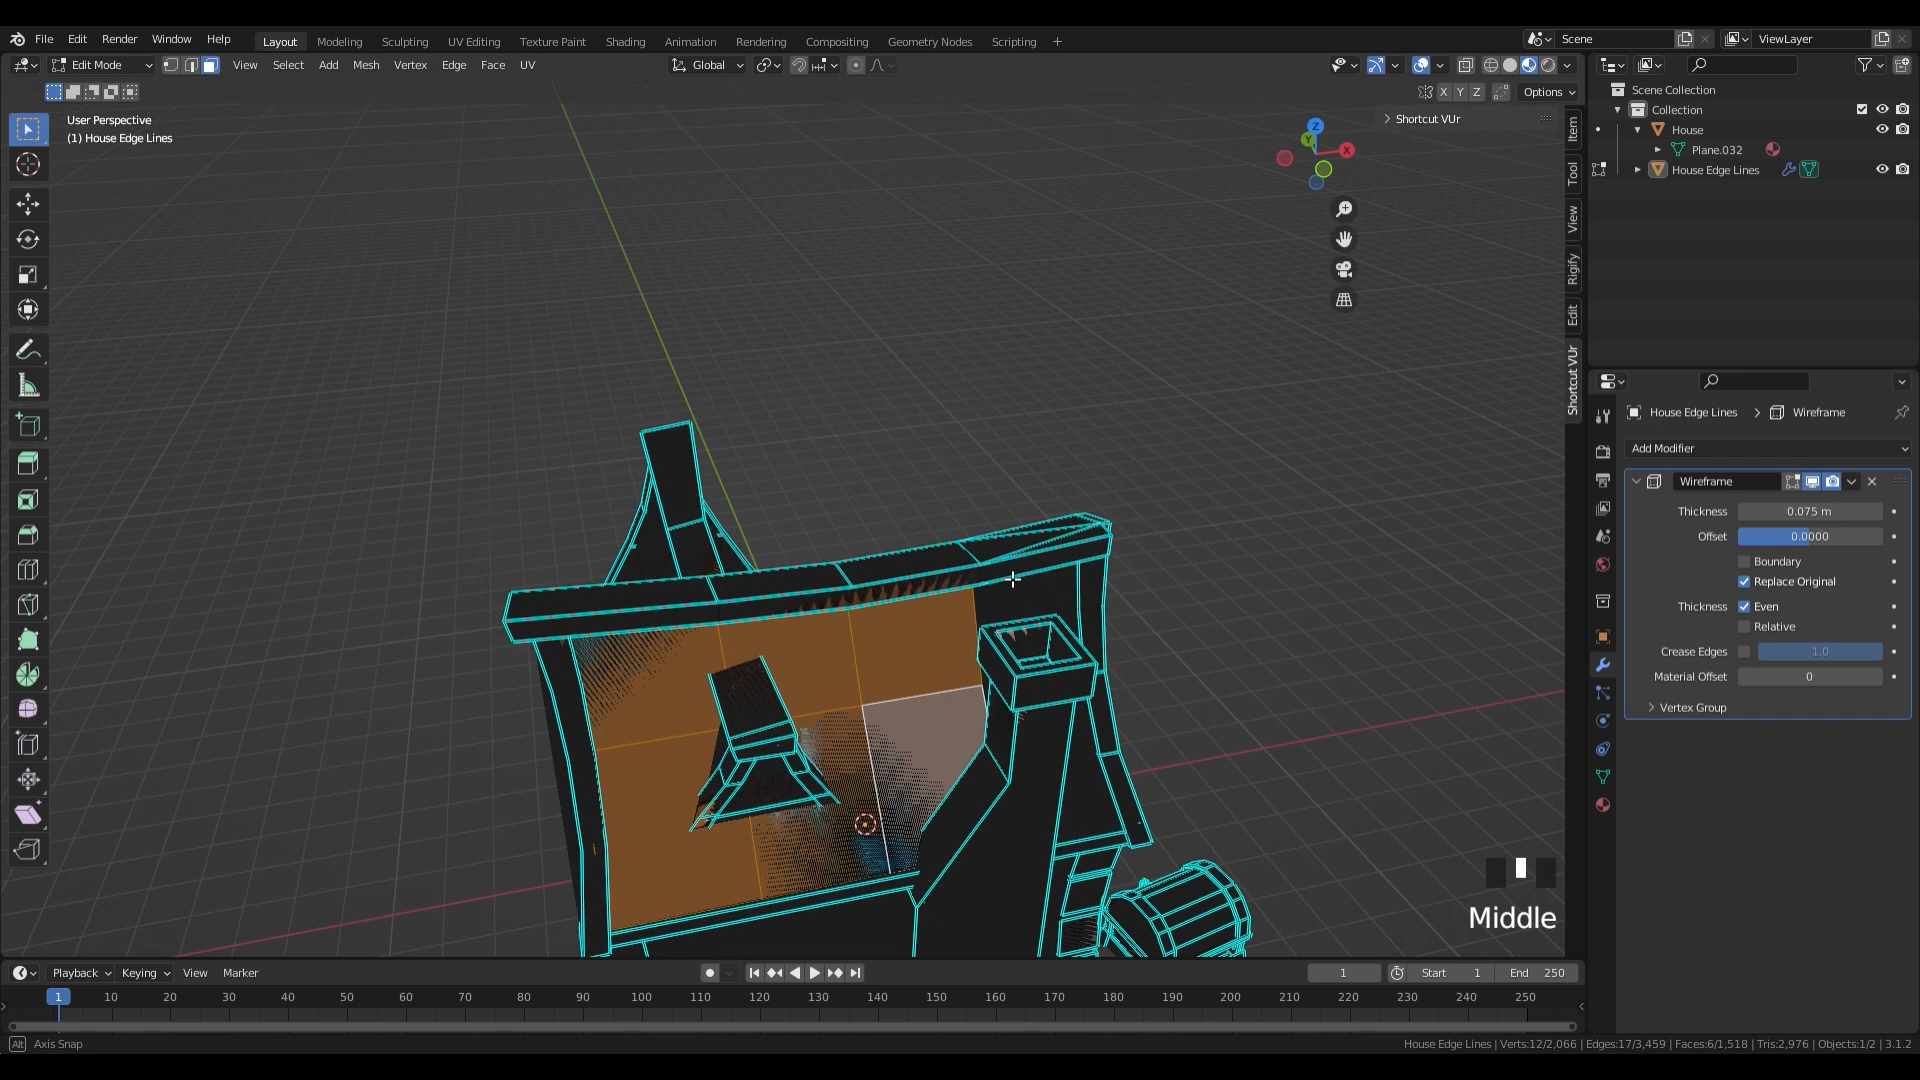 File Edit Render Window Help Layout Modeling Sculpting UV Editing Texture Paint Shading Animation Rendering Compositing Geometry Nodes Scripting + Scene ViewLayer
Edit Mode View Select Add Mesh Vertex Edge Face UV Global
X Y Z Options
User Perspective
(1) House Edge Lines
Shortcut VUr
Z
Y
X
Item
Tool
View
Rigify
Edit
Shortcut VUr
Scene Collection
Collection
House
Plane.032
House Edge Lines
House Edge Lines > Wireframe
Add Modifier
Wireframe
Thickness 0.075 m
Offset 0.0000
Boundary
Replace Original
Thickness Even
Relative
Crease Edges 1.0
Material Offset 0
Vertex Group
Middle
Playback Keying View Marker 1 Start 1 End 250
1 10 20 30 40 50 60 70 80 90 100 110 120 130 140 150 160 170 180 190 200 210 220 230 240 250
Alt Axis Snap House Edge Lines | Verts:12/2,066 | Edges:17/3,459 | Faces:6/1,518 | Tris:2,976 | Objects:1/2 | 3.1.2